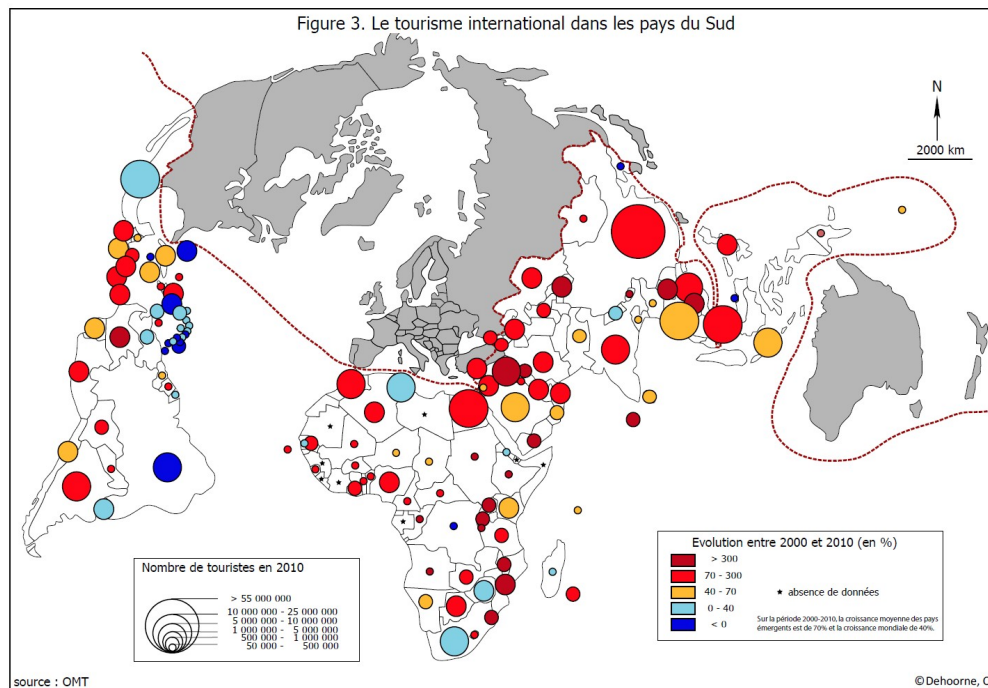 Figure 3. Le tourisme international dans les pays du Sud
N
2000 km
Nombre de touristes en 2010
> 55 000 000
10 000 000 - 25 000 000
5 000 000 - 10 000 000
1 000 000 - 5 000 000
500 000 - 1 000 000
50 000 - 500 000
Evolution entre 2000 et 2010 (en %)
> 300
70 - 300
40 - 70
0 - 40
< 0
★ absence de données
Sur la période 2000-2010, la croissance moyenne des pays
émergents est de 70% et la croissance mondiale de 40%.
source : OMT
©Dehoorne, O